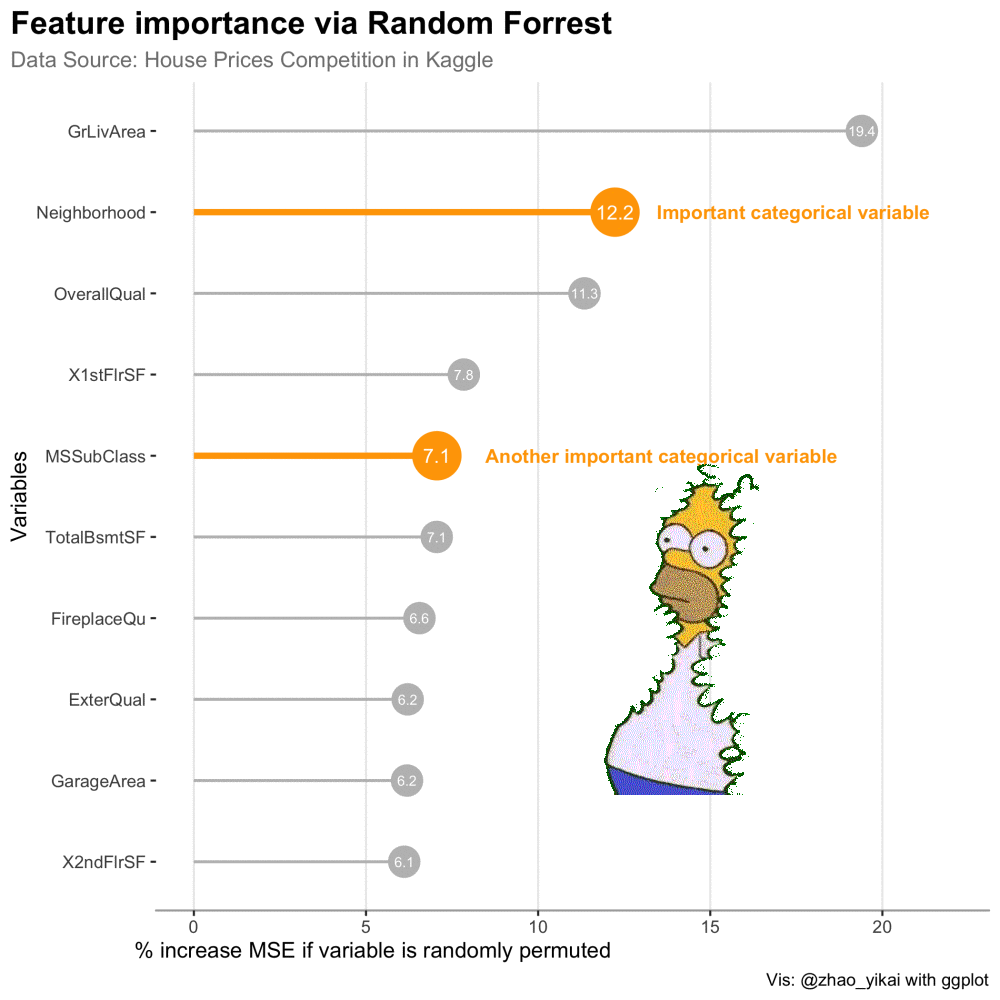 Feature importance via Random Forrest
Data Source: House Prices Competition in Kaggle
GrLivArea
19.4
Neighborhood
12.2
Important categorical variable
OverallQual
11.3
X1stFlrSF
7.8
MSSubClass
7.1
Another important categorical variable
Variables
TotalBsmtSF
7.1
FireplaceQu
6.6
ExterQual
6.2
GarageArea
6.2
X2ndFlrSF
6.1
0 5 10 15 20
% increase MSE if variable is randomly permuted
Vis: @zhao_yikai with ggplot